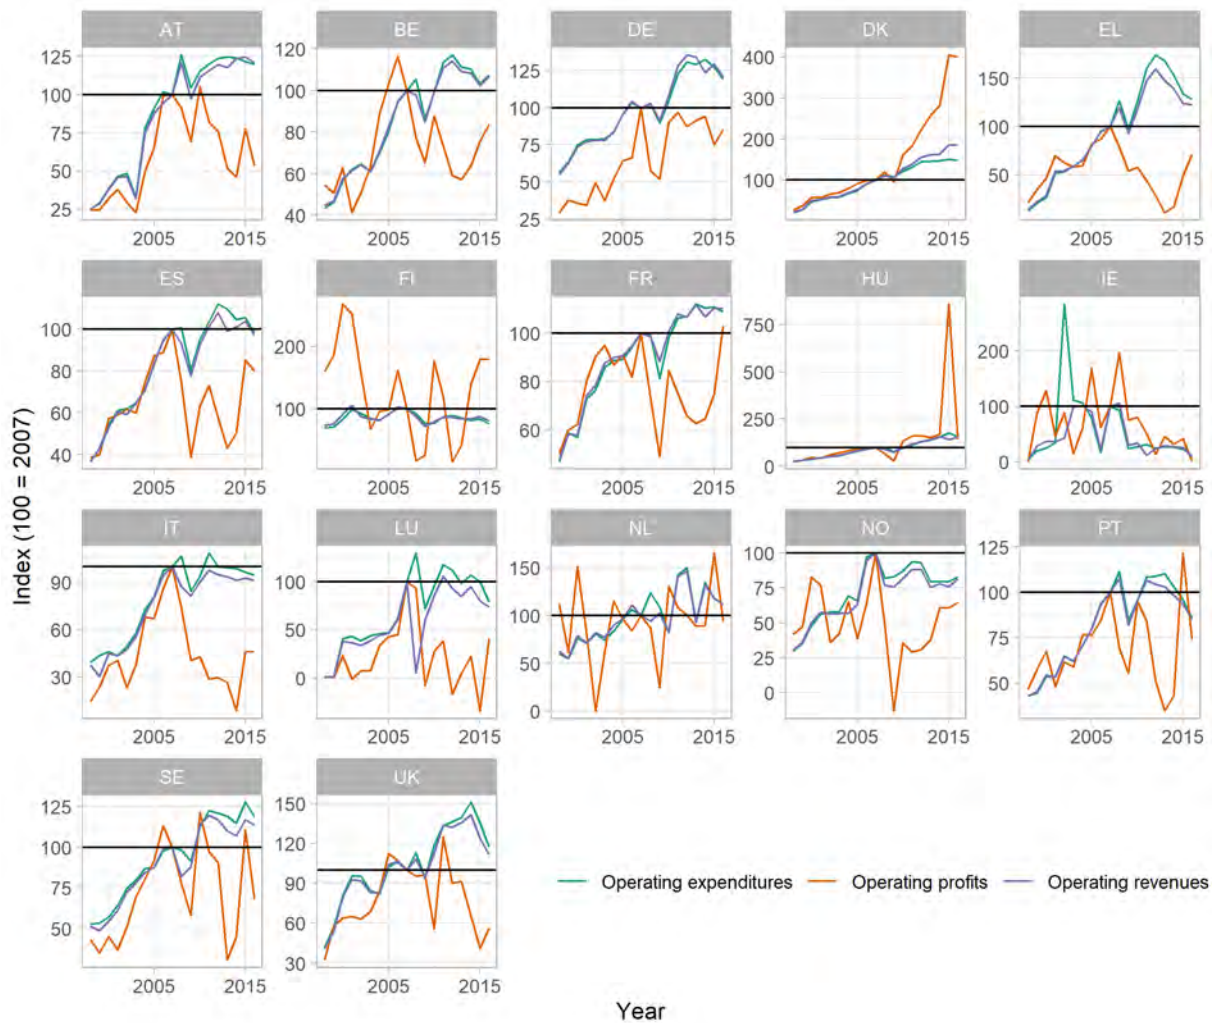 AT BE DE DK EL
125 100 75 50 25 120 100 80 60 40 125 100 75 50 25 400 300 200 100 150 100 50
2005 2015 2005 2015 2005 2015 2005 2015 2005 2015
ES FI FR HU IE
100 80 60 40 200 100 100 80 60 750 500 250 0 200 100 0
2005 2015 2005 2015 2005 2015 2005 2015 2005 2015
Index (100 = 2007)
IT LU NL NO PT
90 60 30 100 50 0 150 100 50 0 100 75 50 25 0 125 100 75 50
2005 2015 2005 2015 2005 2015 2005 2015 2005 2015
SE UK
125 100 75 50 150 120 90 60 30
2005 2015 2005 2015
Operating expenditures Operating profits Operating revenues
Year